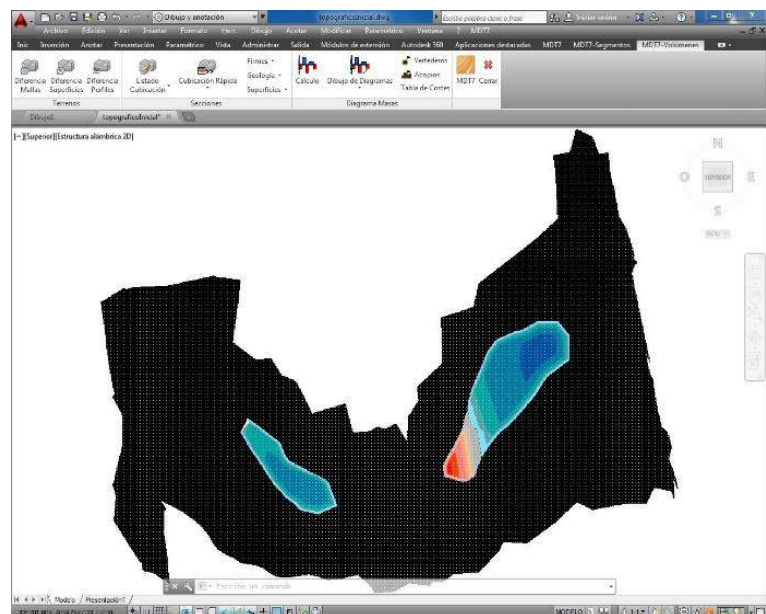 Dibujo y anotación topograficoInicial.dwg Escriba palabra clave o frase Iniciar sesión
Archivo Edición Ver Insertar Formato Herr. Dibujo Acotar Modificar Paramétrico Ventana ? MDT7
Inic Inserción Anotar Presentación Paramétrico Vista Administrar Salida Módulos de extensión Autodesk 360 Aplicaciones destacadas MDT7 MDT7-Segmentos MDT7-Volúmenes
Diferencia Mallas
Diferencia Superficies
Diferencia Perfiles
Listado Cubicación
Cubicación Rápida
Firmes
Geología
Superficies
Cálculo
Dibujo de Diagramas
Vertederos
Acopios
Tabla de Costes
MDT7 Cerrar
Terrenos Secciones Diagrama Masas
Dibujo1 topograficoInicial*
[-][Superior][Estructura alámbrica 2D]
N
O SUPERIOR E
S
Escriba un comando
Modelo Presentación1
MODELO 1:1